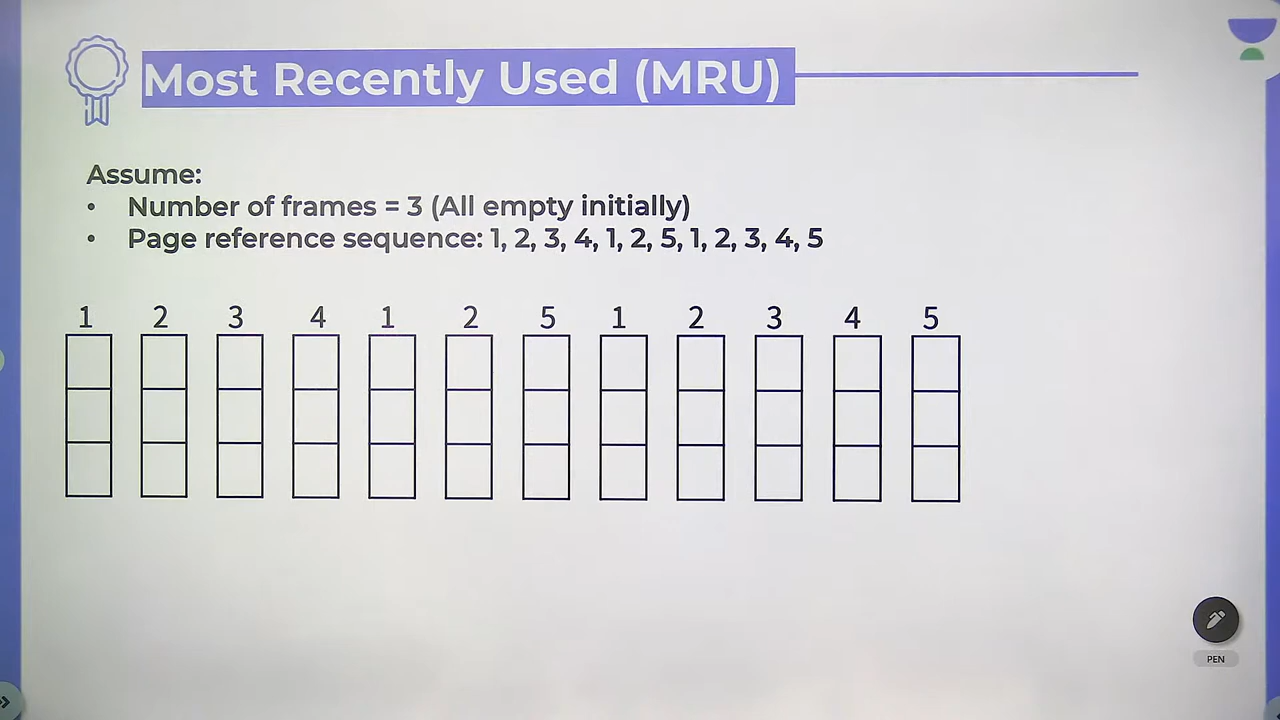 Most Recently Used (MRU)
Assume:
• Number of frames = 3 (All empty initially)
• Page reference sequence: 1, 2, 3, 4, 1, 2, 5, 1, 2, 3, 4, 5
1 2 3 4 1 2 5 1 2 3 4 5
PEN